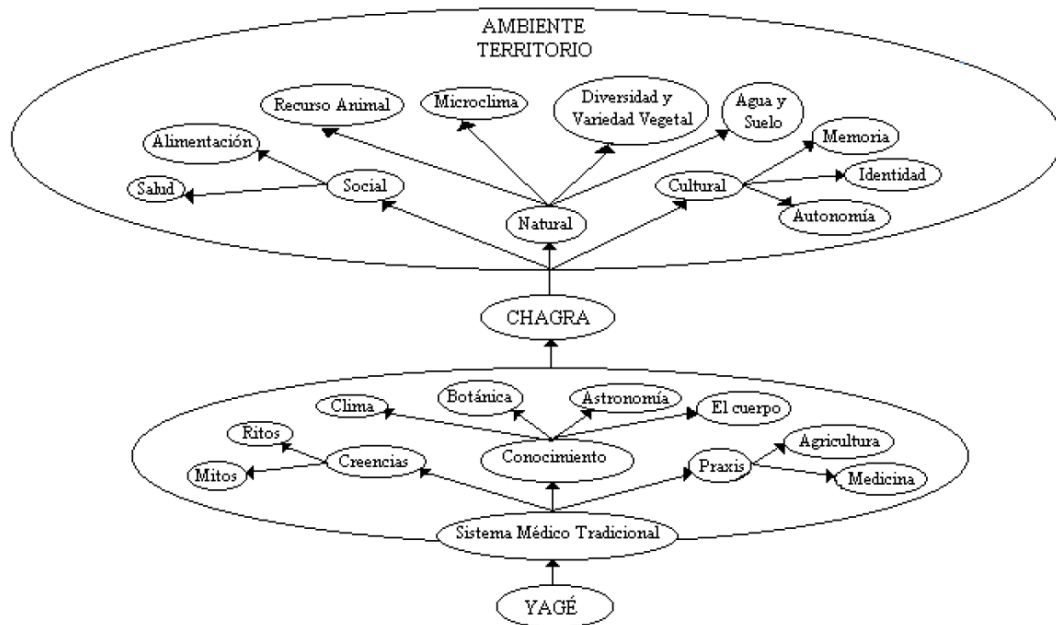 AMBIENTE
TERRITORIO
Recurso Animal
Microclima
Diversidad y
Variedad Vegetal
Agua y
Suelo
Alimentación
Memoria
Salud
Social
Cultural
Identidad
Natural
Autonomía
CHAGRA
Clima
Botánica
Astronomía
El cuerpo
Ritos
Agricultura
Mitos
Creencias
Conocimiento
Praxis
Medicina
Sistema Médico Tradicional
YAGÉ